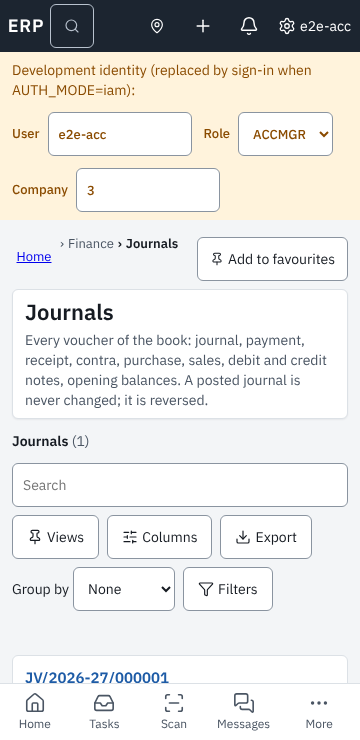 ERP
e2e-acc
Development identity (replaced by sign-in when
AUTH_MODE=iam):
User e2e-acc Role ACCMGR
Company 3
Home › Finance › Journals
Add to favourites
Journals
Every voucher of the book: journal, payment,
receipt, contra, purchase, sales, debit and credit
notes, opening balances. A posted journal is
never changed; it is reversed.
Journals (1)
Search
Views Columns Export
Group by None Filters
JV/2026-27/000001
Home Tasks Scan Messages More